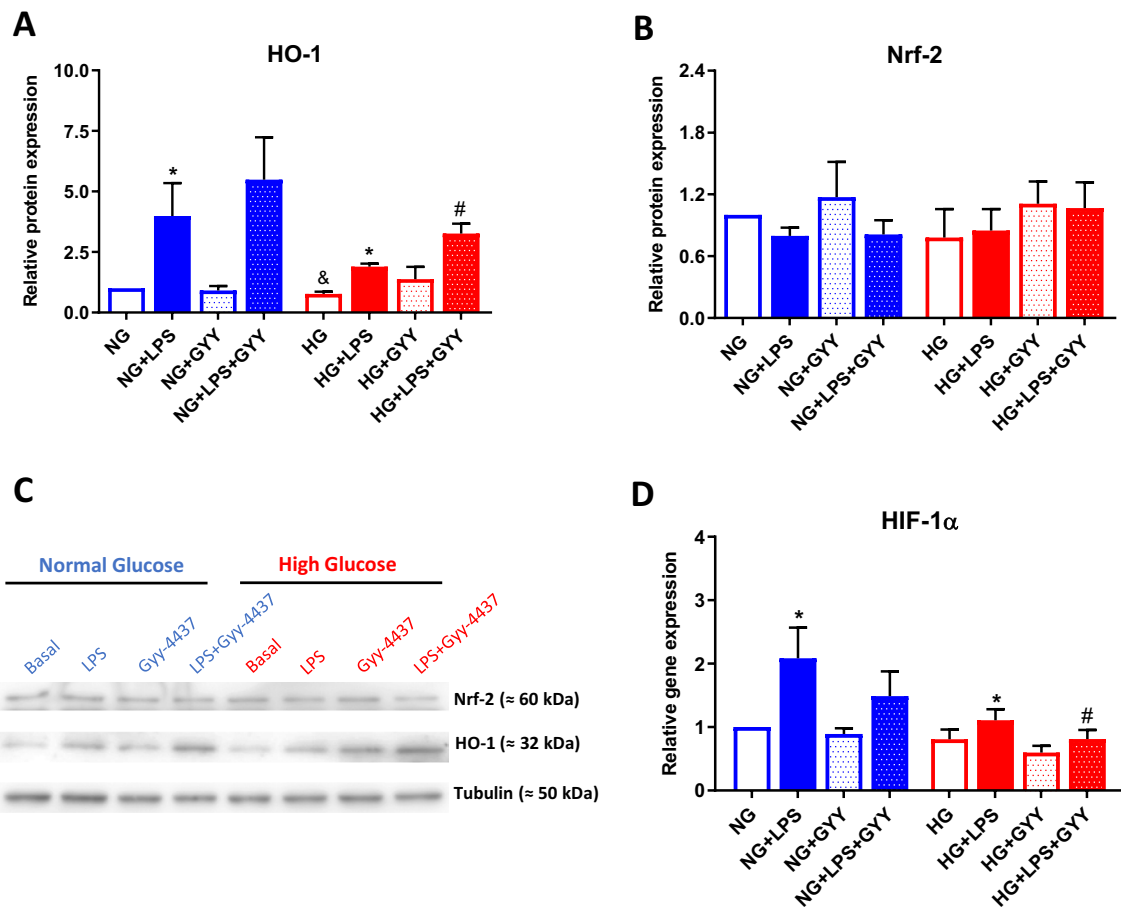 A
HO-1
Relative protein expression
10.0
7.5
5.0
2.5
0.0
*
&
*
#
NG
NG+LPS
NG+GYY
NG+LPS+GYY
HG
HG+LPS
HG+GYY
HG+LPS+GYY
B
Nrf-2
Relative protein expression
2.4
1.8
1.2
0.6
0.0
NG
NG+LPS
NG+GYY
NG+LPS+GYY
HG
HG+LPS
HG+GYY
HG+LPS+GYY
C
Normal Glucose
High Glucose
Basal
LPS
Gyy-4437
LPS+Gyy-4437
Basal
LPS
Gyy-4437
LPS+Gyy-4437
Nrf-2 (≈ 60 kDa)
HO-1 (≈ 32 kDa)
Tubulin (≈ 50 kDa)
D
HIF-1α
Relative gene expression
4
3
2
1
0
*
*
#
NG
NG+LPS
NG+GYY
NG+LPS+GYY
HG
HG+LPS
HG+GYY
HG+LPS+GYY